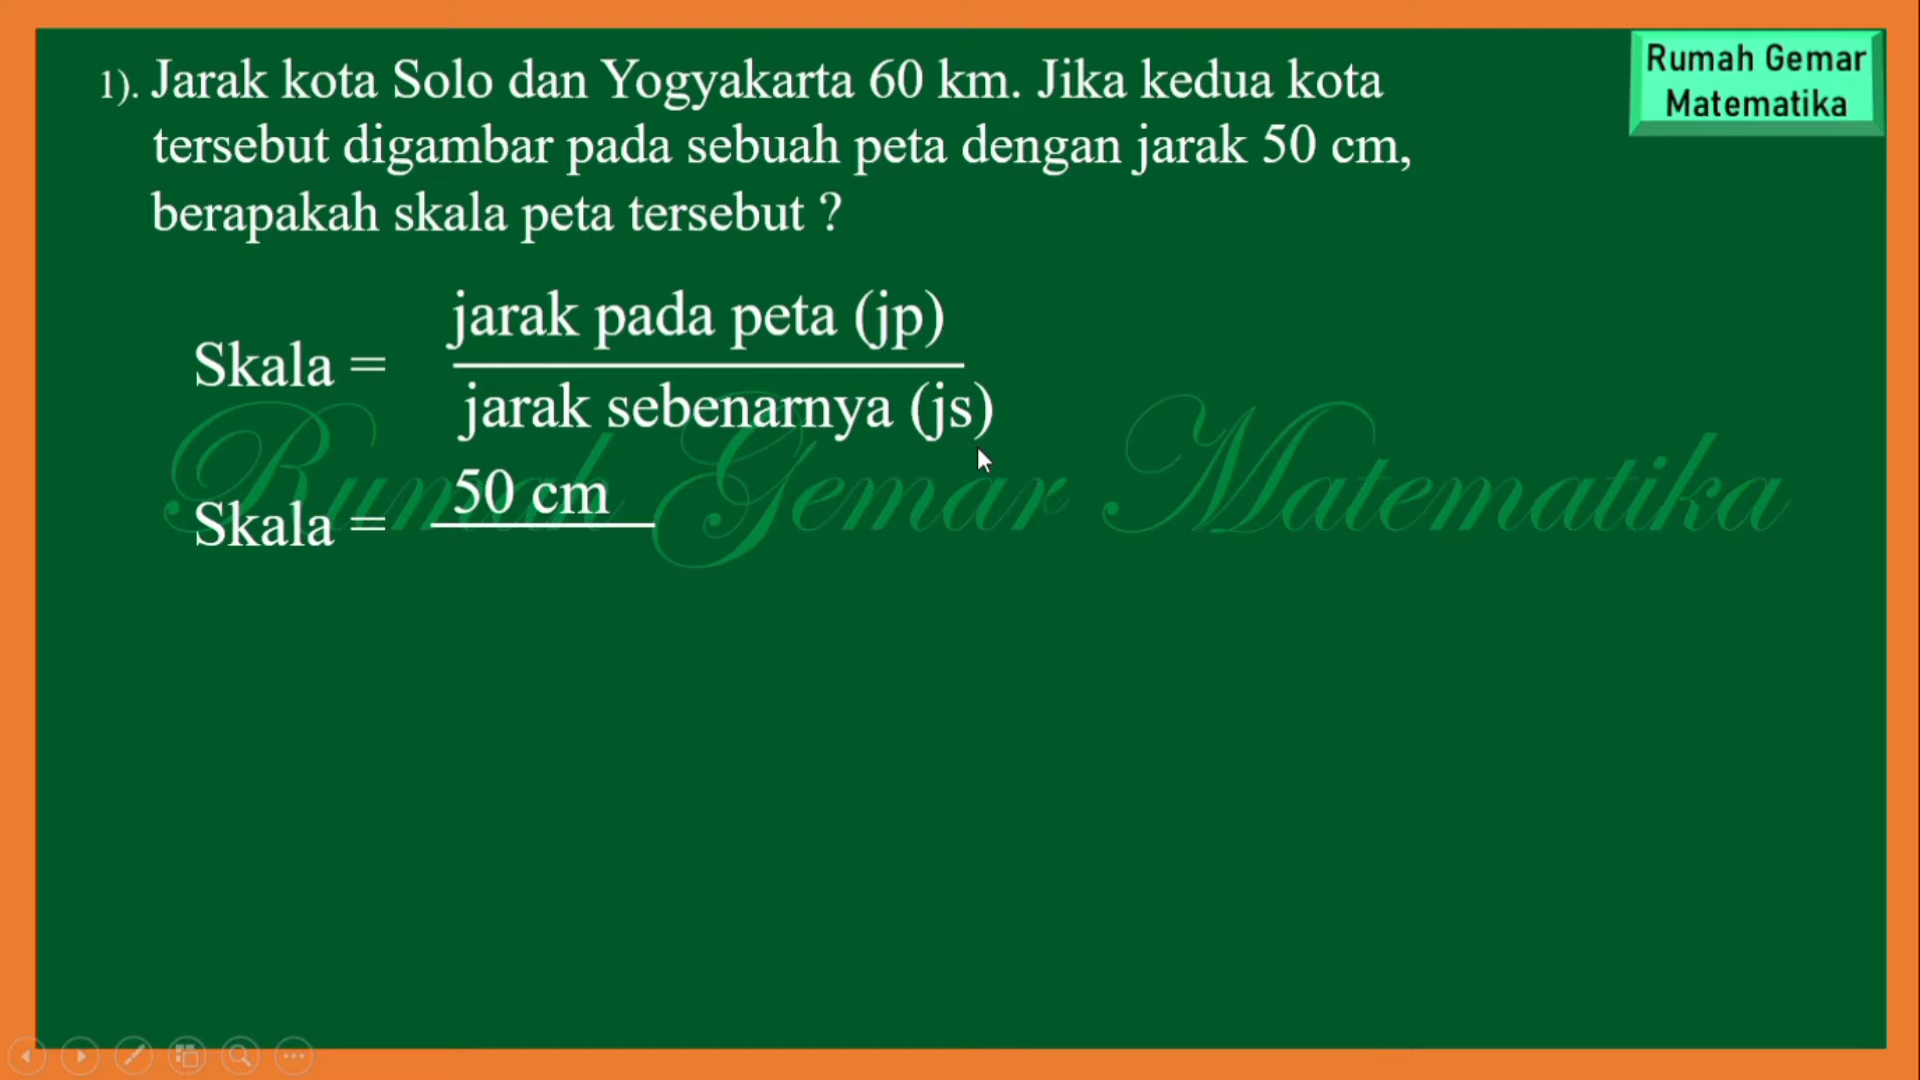 Rumah Gemar
Matematika
1). Jarak kota Solo dan Yogyakarta 60 km. Jika kedua kota
tersebut digambar pada sebuah peta dengan jarak 50 cm,
berapakah skala peta tersebut ?
jarak pada peta (jp)
Skala =
jarak sebenarnya (js)
Rumah Gemar Matematika
50 cm
Skala =